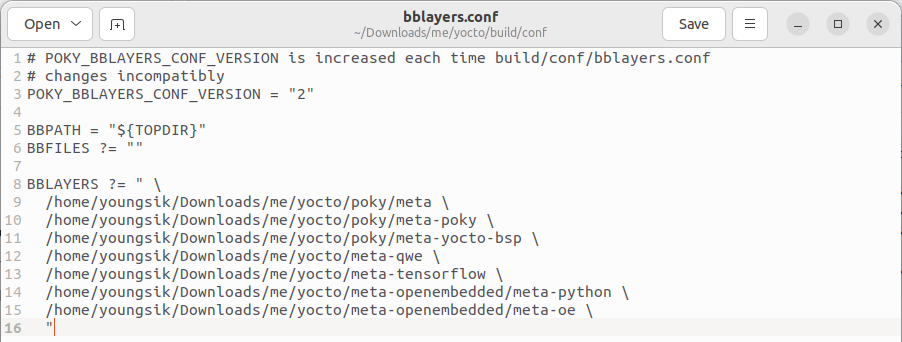 Open
bblayers.conf
~/Downloads/me/yocto/build/conf
Save
1 # POKY_BBLAYERS_CONF_VERSION is increased each time build/conf/bblayers.conf
2 # changes incompatibly
3 POKY_BBLAYERS_CONF_VERSION = "2"
4
5 BBPATH = "${TOPDIR}"
6 BBFILES ?= ""
7
8 BBLAYERS ?= " \
9   /home/youngsik/Downloads/me/yocto/poky/meta \
10   /home/youngsik/Downloads/me/yocto/poky/meta-poky \
11   /home/youngsik/Downloads/me/yocto/poky/meta-yocto-bsp \
12   /home/youngsik/Downloads/me/yocto/meta-qwe \
13   /home/youngsik/Downloads/me/yocto/meta-tensorflow \
14   /home/youngsik/Downloads/me/yocto/meta-openembedded/meta-python \
15   /home/youngsik/Downloads/me/yocto/meta-openembedded/meta-oe \
16   "